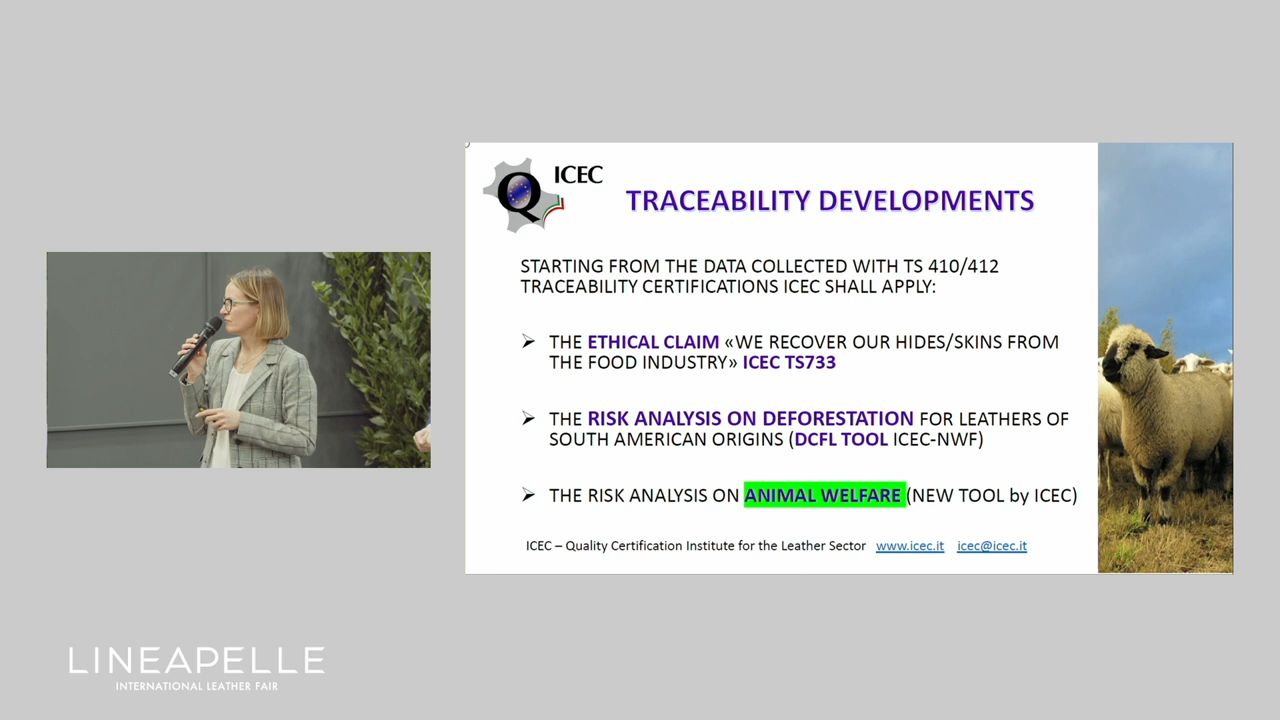 ICEC
Q
TRACEABILITY DEVELOPMENTS
STARTING FROM THE DATA COLLECTED WITH TS 410/412
TRACEABILITY CERTIFICATIONS ICEC SHALL APPLY:
➢ THE ETHICAL CLAIM «WE RECOVER OUR HIDES/SKINS FROM
THE FOOD INDUSTRY» ICEC TS733
➢ THE RISK ANALYSIS ON DEFORESTATION FOR LEATHERS OF
SOUTH AMERICAN ORIGINS (DCFL TOOL ICEC-NWF)
➢ THE RISK ANALYSIS ON ANIMAL WELFARE (NEW TOOL by ICEC)
ICEC – Quality Certification Institute for the Leather Sector www.icec.it icec@icec.it
LINEAPELLE
INTERNATIONAL LEATHER FAIR